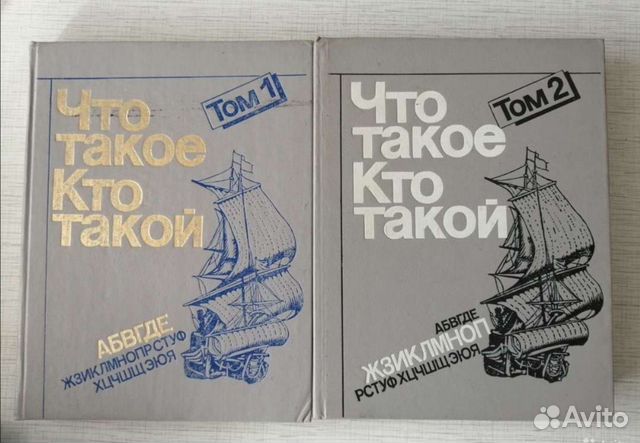 Что
такое
Кто
такой
Том 1
АБВГДЕ
ЖЗИКЛМНОПРСТУФ
ХЦЧШЩЭЮЯ
Что
такое
Кто
такой
Том 2
АБВГДЕ
ЖЗИКЛМНОП
РСТУФХЦЧШЩЭЮЯ
Avito